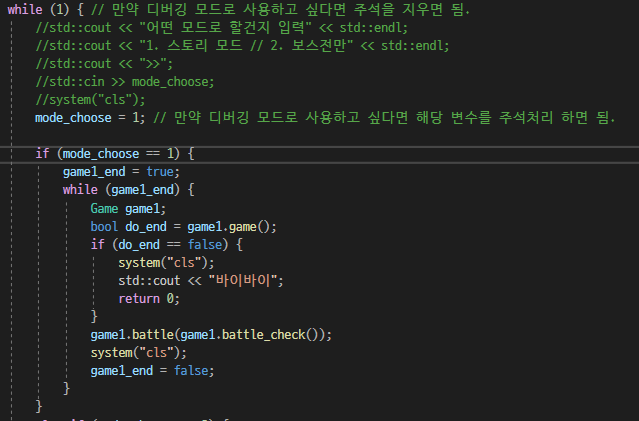 while (1) { // 만약 디버깅 모드로 사용하고 싶다면 주석을 지우면 됨.
//std::cout << "어떤 모드로 할건지 입력" << std::endl;
//std::cout << "1. 스토리 모드 // 2. 보스전만" << std::endl;
//std::cout << ">>";
//std::cin >> mode_choose;
//system("cls");
mode_choose = 1; // 만약 디버깅 모드로 사용하고 싶다면 해당 변수를 주석처리 하면 됨.
if (mode_choose == 1) {
game1_end = true;
while (game1_end) {
Game game1;
bool do_end = game1.game();
if (do_end == false) {
system("cls");
std::cout << "바이바이";
return 0;
}
game1.battle(game1.battle_check());
system("cls");
game1_end = false;
}
}